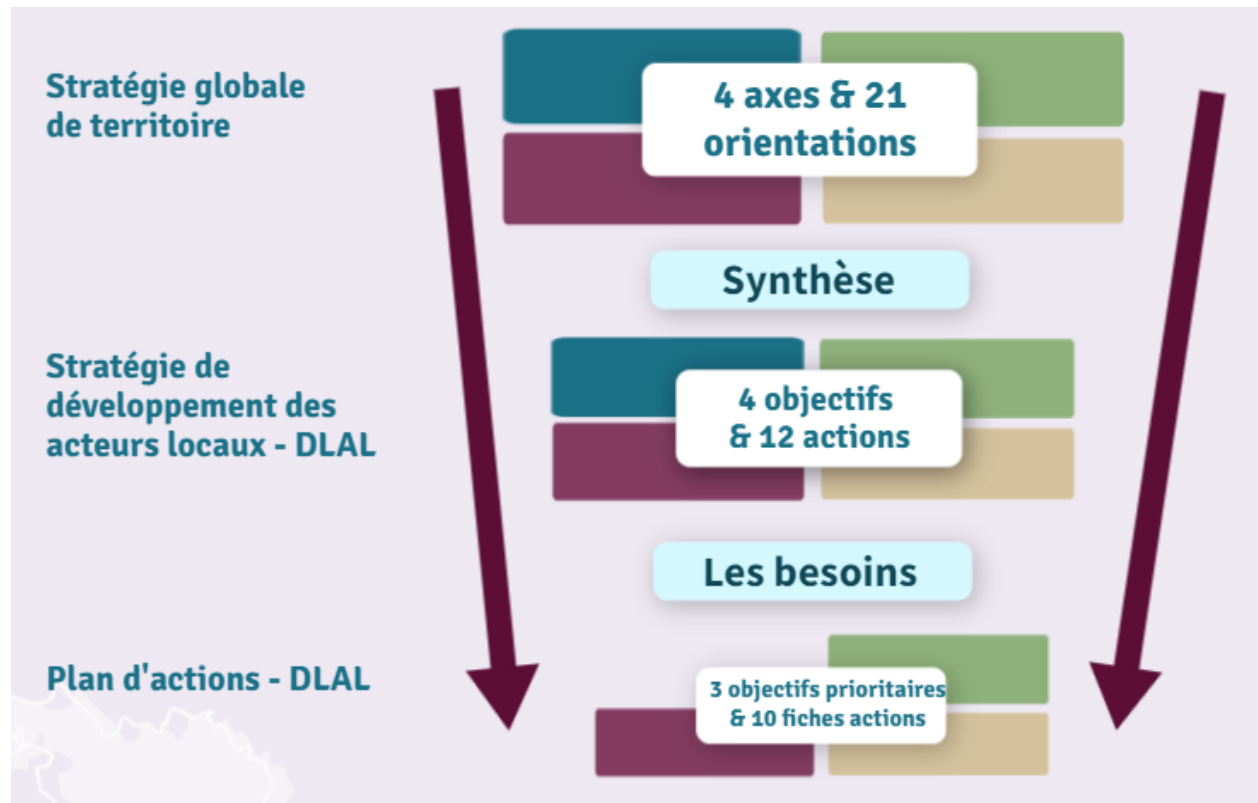 Stratégie globale
de territoire
4 axes & 21
orientations
Synthèse
Stratégie de
développement des
acteurs locaux - DLAL
4 objectifs
& 12 actions
Les besoins
Plan d'actions - DLAL
3 objectifs prioritaires
& 10 fiches actions